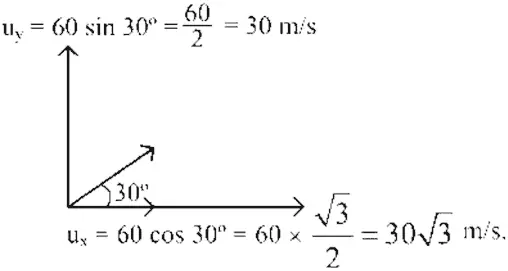 u_y = 60 sin 30° = 60/2 = 30 m/s
30°
u_x = 60 cos 30° = 60 × √3/2 = 30√3 m/s.